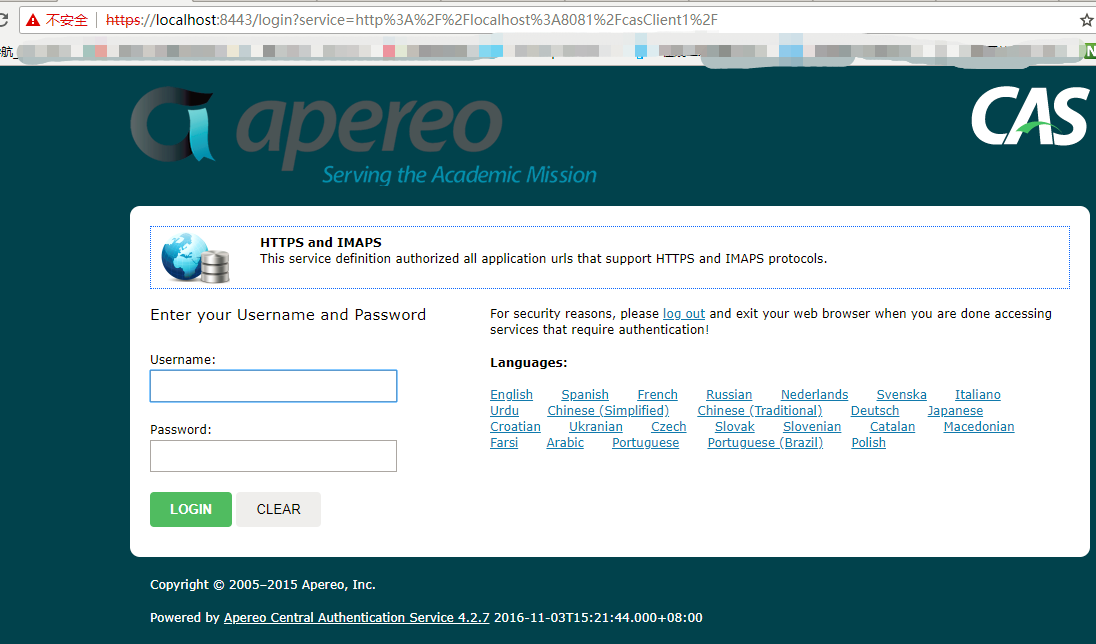 不安全 https://localhost:8443/login?service=http%3A%2F%2Flocalhost%3A8081%2FcasClient1%2F
航
N
apereo
Serving the Academic Mission
CAS
HTTPS and IMAPS
This service definition authorized all application urls that support HTTPS and IMAPS protocols.
Enter your Username and Password
Username:
Password:
LOGIN CLEAR
For security reasons, please log out and exit your web browser when you are done accessing
services that require authentication!
Languages:
English Spanish French Russian Nederlands Svenska Italiano
Urdu Chinese (Simplified) Chinese (Traditional) Deutsch Japanese
Croatian Ukranian Czech Slovak Slovenian Catalan Macedonian
Farsi Arabic Portuguese Portuguese (Brazil) Polish
Copyright © 2005–2015 Apereo, Inc.
Powered by Apereo Central Authentication Service 4.2.7 2016-11-03T15:21:44.000+08:00